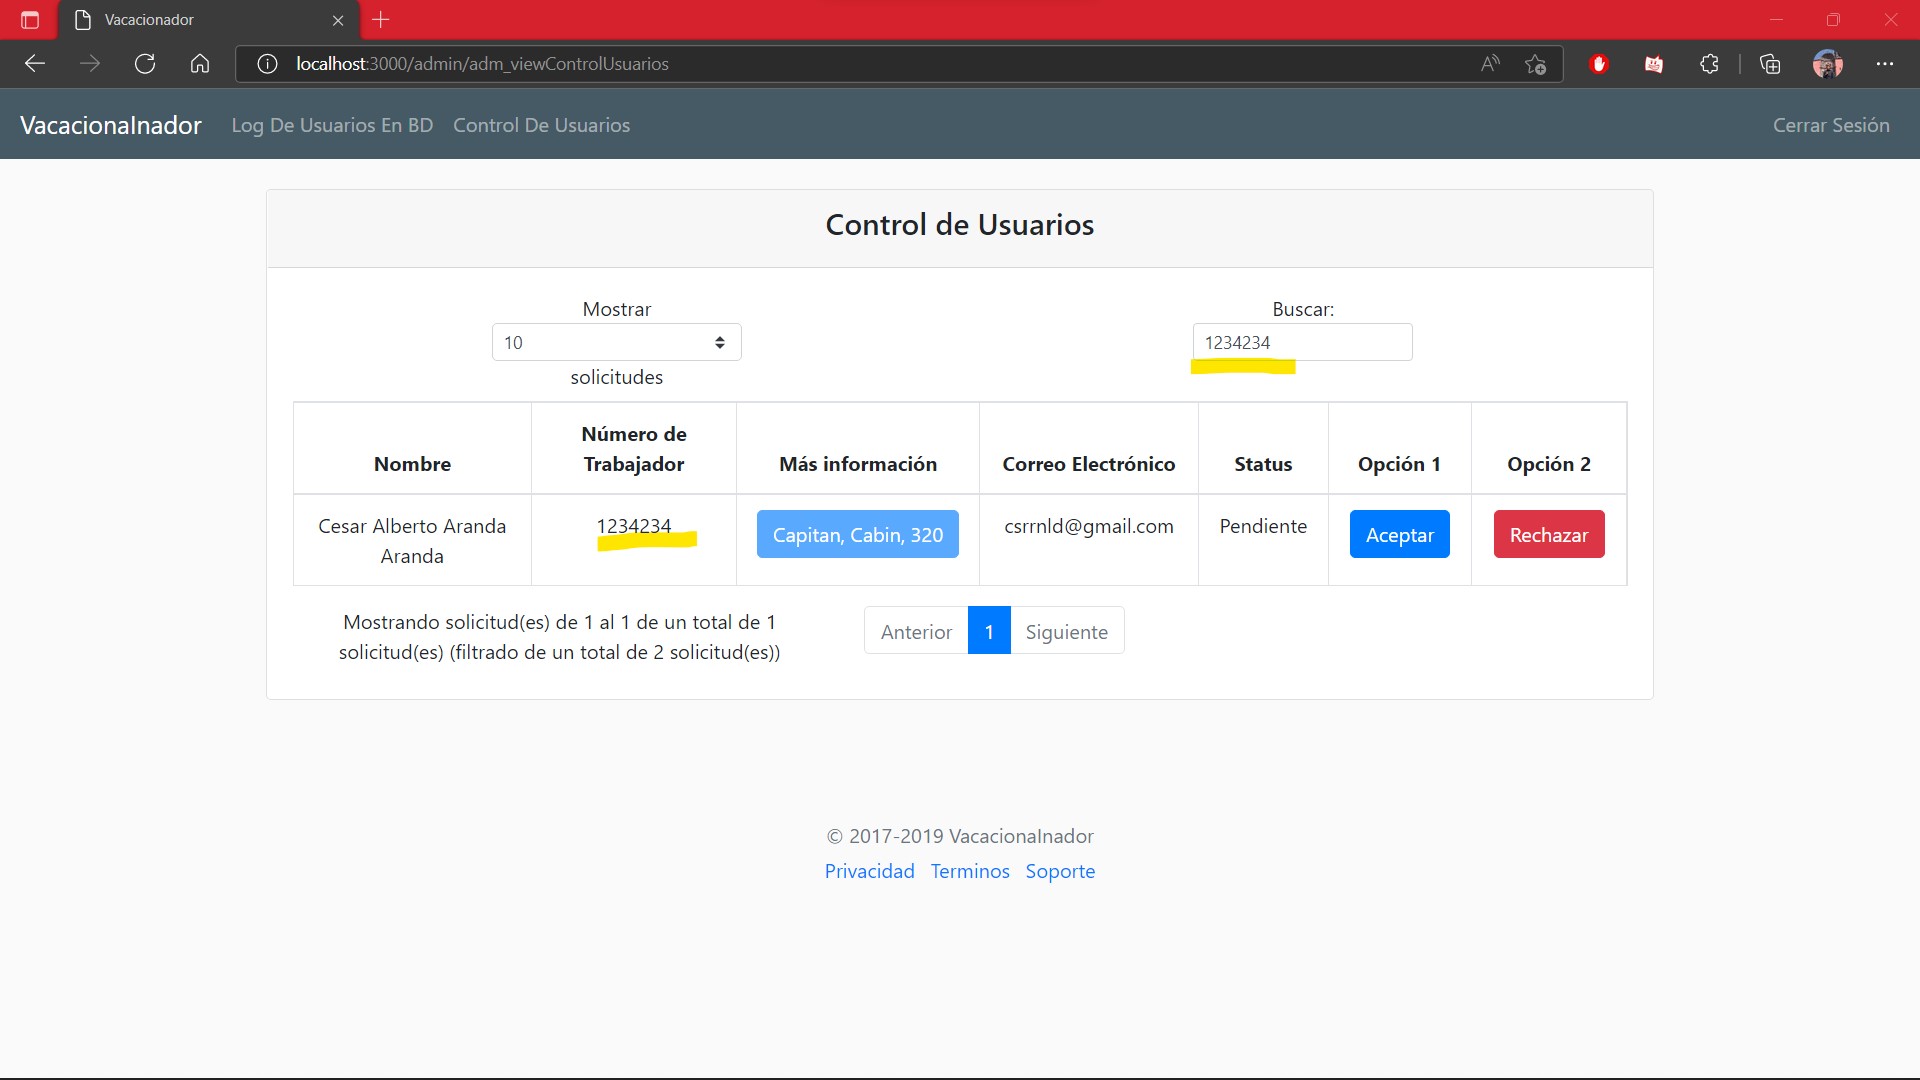 Vacacionador
localhost:3000/admin/adm_viewControlUsuarios
VacacionaInador Log De Usuarios En BD Control De Usuarios Cerrar Sesión
Control de Usuarios
Mostrar
10
solicitudes
Buscar:
1234234
Nombre Número de Trabajador Más información Correo Electrónico Status Opción 1 Opción 2
Cesar Alberto Aranda Aranda 1234234 Capitan, Cabin, 320 csrrnld@gmail.com Pendiente Aceptar Rechazar
Mostrando solicitud(es) de 1 al 1 de un total de 1
solicitud(es) (filtrado de un total de 2 solicitud(es))
Anterior 1 Siguiente
© 2017-2019 VacacionaInador
Privacidad Terminos Soporte